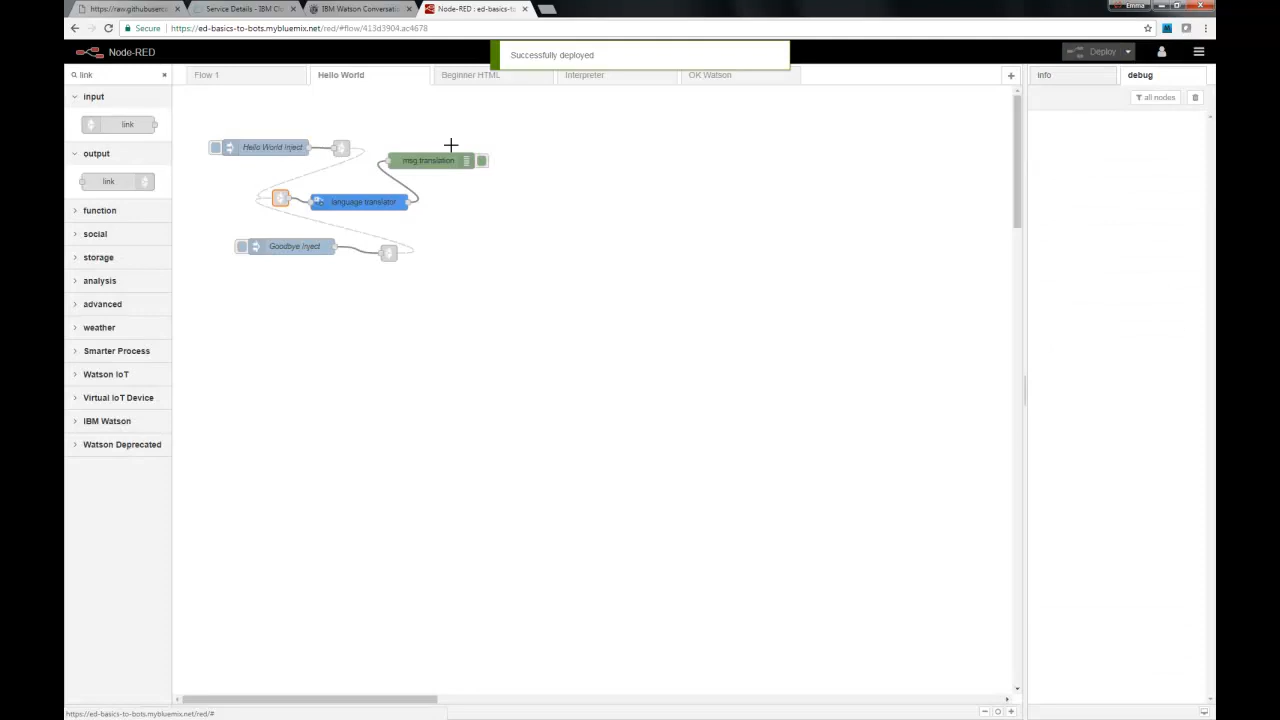 https://raw.githubuserc
Service Details - IBM Clo
IBM Watson Conversatio
Node-RED : ed-basics-to
Emma
Secure
https://ed-basics-to-bots.mybluemix.net/red/#flow/413d3904.ac4678
Node-RED
Successfully deployed
Deploy
link
Flow 1
Hello World
Beginner HTML
Interpreter
OK Watson
info
debug
input
all nodes
link
output
link
function
social
storage
analysis
advanced
weather
Smarter Process
Watson IoT
Virtual IoT Device
IBM Watson
Watson Deprecated
Hello World Inject
msg.translation
language translator
Goodbye Inject
https://ed-basics-to-bots.mybluemix.net/red/#